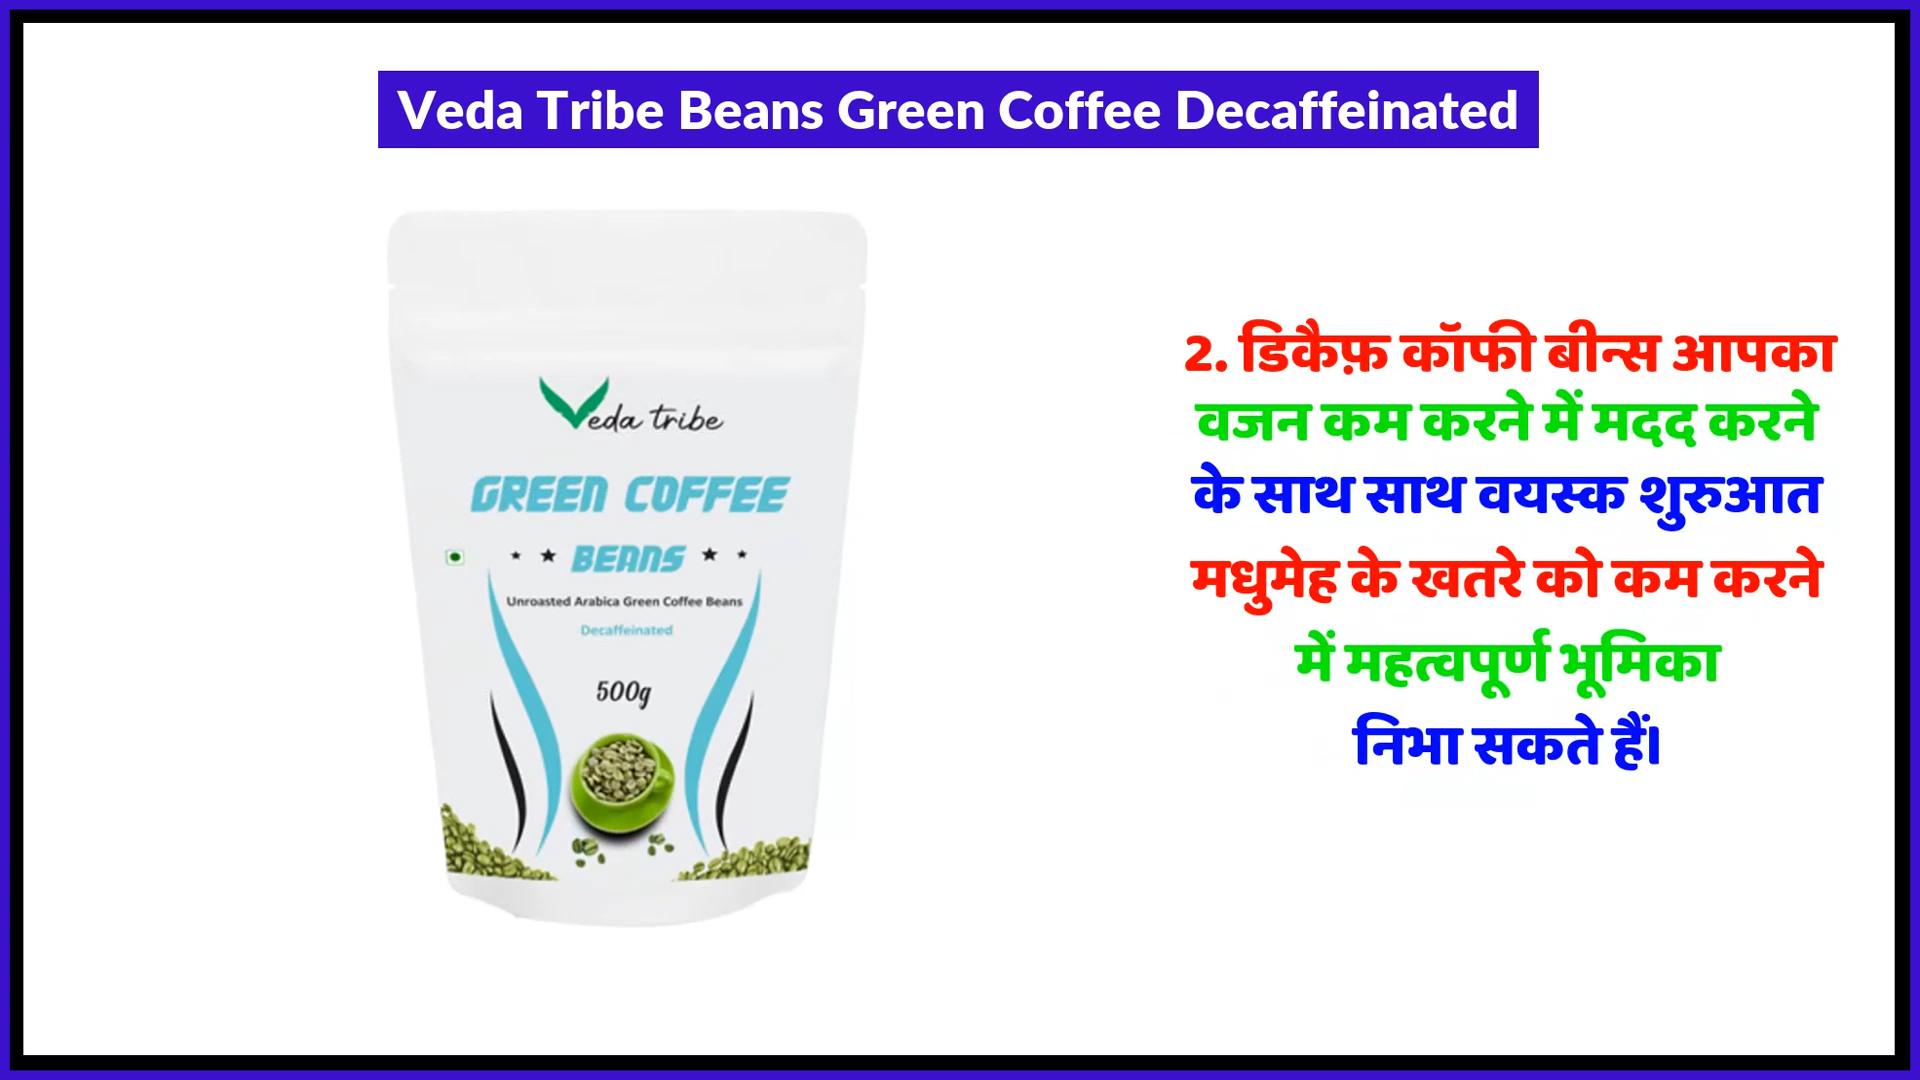 Veda Tribe Beans Green Coffee Decaffeinated
Veda tribe
GREEN COFFEE
BEANS
Unroasted Arabica Green Coffee Beans
Decaffeinated
500g
2. डिकैफ़ कॉफी बीन्स आपका
वजन कम करने में मदद करने
के साथ साथ वयस्क शुरुआत
मधुमेह के खतरे को कम करने
में महत्वपूर्ण भूमिका
निभा सकते हैं।